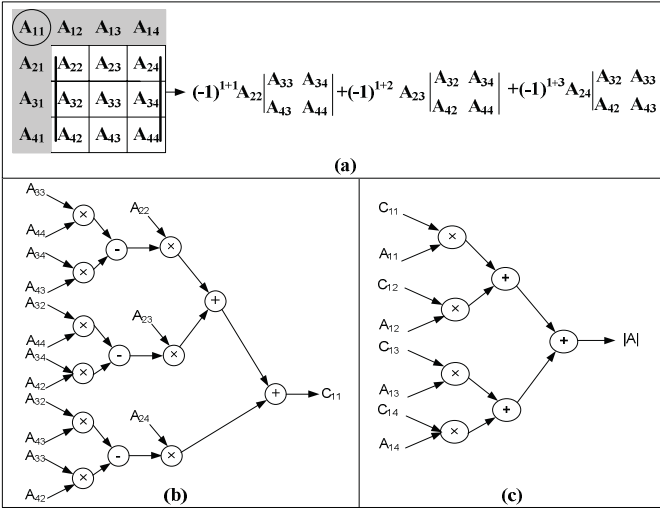 A11 A12 A13 A14
A21 A22 A23 A24
A31 A32 A33 A34
A41 A42 A43 A44
(-1)1+1A22 A33 A34 +(-1)1+2 A23 A32 A34 +(-1)1+3A24 A32 A33
A43 A44 A42 A44 A42 A43
(a)
A33
×
A44
A34
×
A43
-
A22
×
A32
×
A44
A34
×
A42
-
A23
×
+
A32
×
A43
A33
×
A42
-
A24
×
+
C11
(b)
C11
×
A11
C12
×
A12
+
C13
×
A13
C14
×
A14
+
+
|A|
(c)